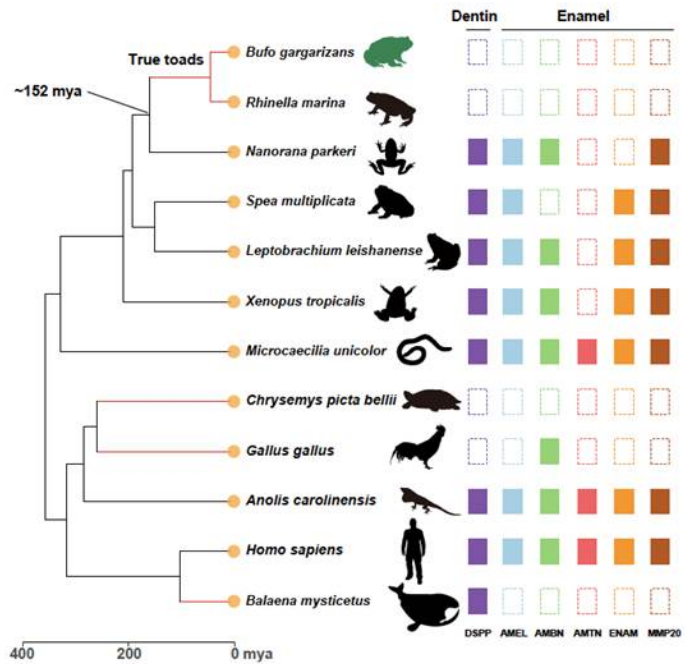 Dentin Enamel
Bufo gargarizans
True toads
~152 mya
Rhinella marina
Nanorana parkeri
Spea multiplicata
Leptobrachium leishanense
Xenopus tropicalis
Microcaecilia unicolor
Chrysemys picta bellii
Gallus gallus
Anolis carolinensis
Homo sapiens
Balaena mysticetus
DSPP AMEL AMBN AMTN ENAM MMP20
400 200 0 mya